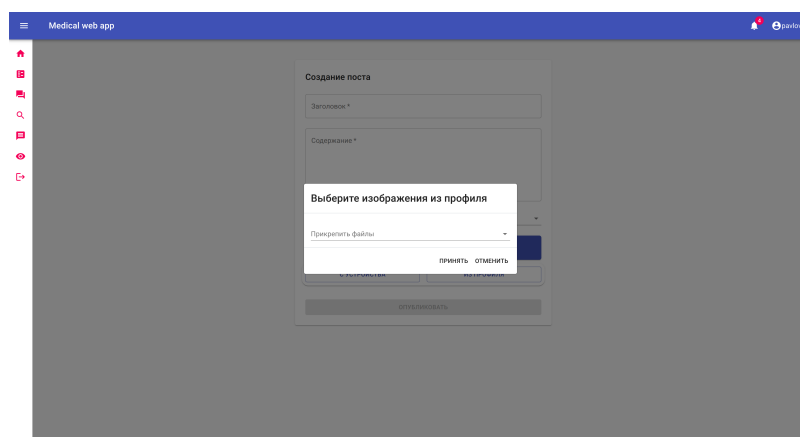 Medical web app
4
pavlov
Создание поста
Заголовок *
Содержание *
Выберите изображения из профиля
Прикрепить файлы
ПРИНЯТЬ ОТМЕНИТЬ
С УСТРОЙСТВА ИЗ ПРОФИЛЯ
ОПУБЛИКОВАТЬ